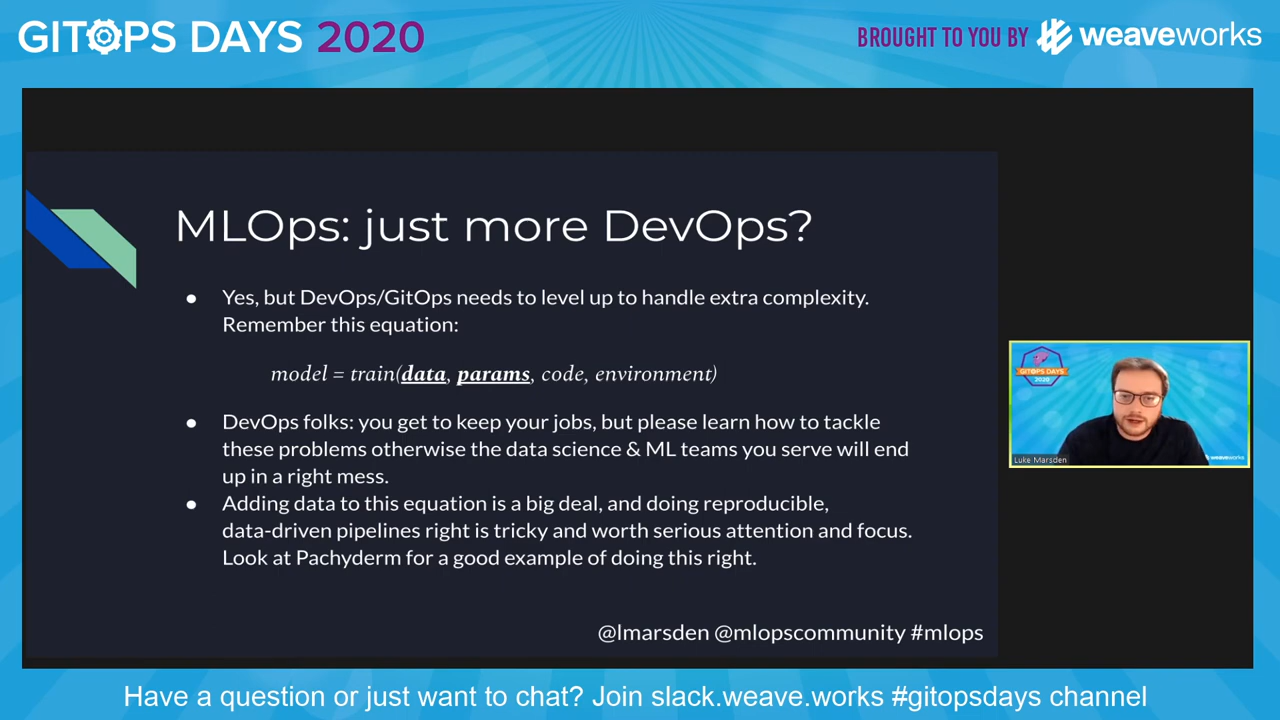 GITOPS DAYS 2020
BROUGHT TO YOU BY weaveworks
MLOps: just more DevOps?
● Yes, but DevOps/GitOps needs to level up to handle extra complexity.
Remember this equation:
model = train(data, params, code, environment)
● DevOps folks: you get to keep your jobs, but please learn how to tackle
these problems otherwise the data science & ML teams you serve will end
up in a right mess.
● Adding data to this equation is a big deal, and doing reproducible,
data-driven pipelines right is tricky and worth serious attention and focus.
Look at Pachyderm for a good example of doing this right.
@lmarsden @mlopscommunity #mlops
GITOPS DAYS
2020
Luke Marsden
weaveworks
Have a question or just want to chat? Join slack.weave.works #gitopsdays channel